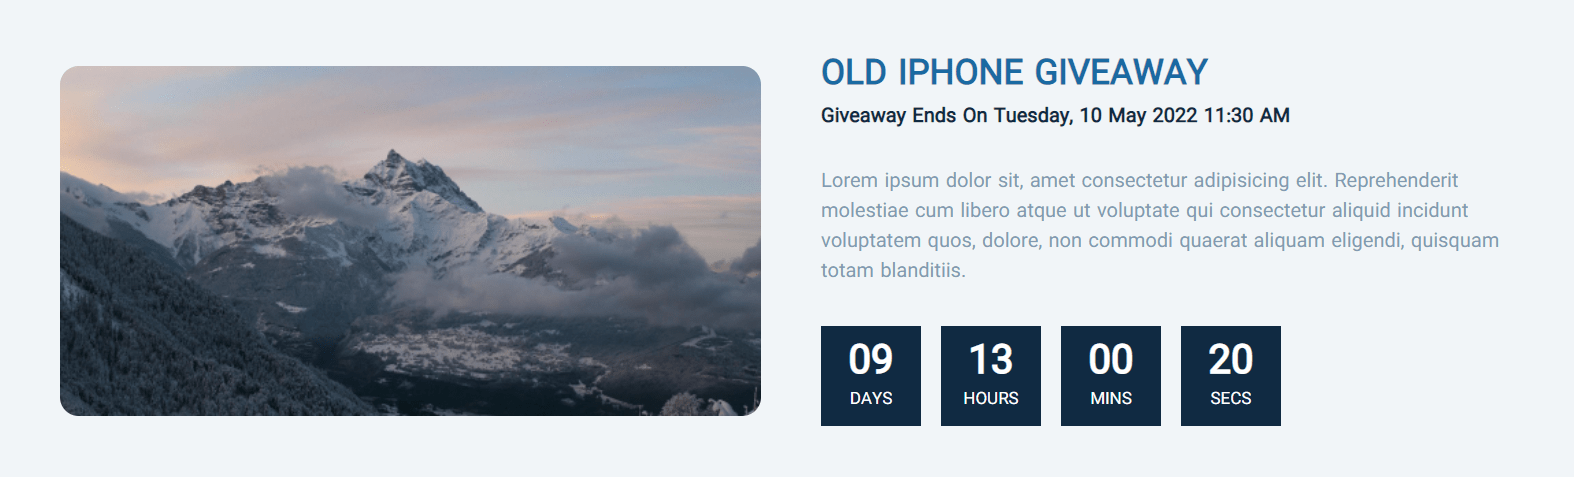 OLD IPHONE GIVEAWAY
Giveaway Ends On Tuesday, 10 May 2022 11:30 AM
Lorem ipsum dolor sit, amet consectetur adipisicing elit. Reprehenderit
molestiae cum libero atque ut voluptate qui consectetur aliquid incidunt
voluptatem quos, dolore, non commodi quaerat aliquam eligendi, quisquam
totam blanditiis.
09 13 00 20
DAYS HOURS MINS SECS